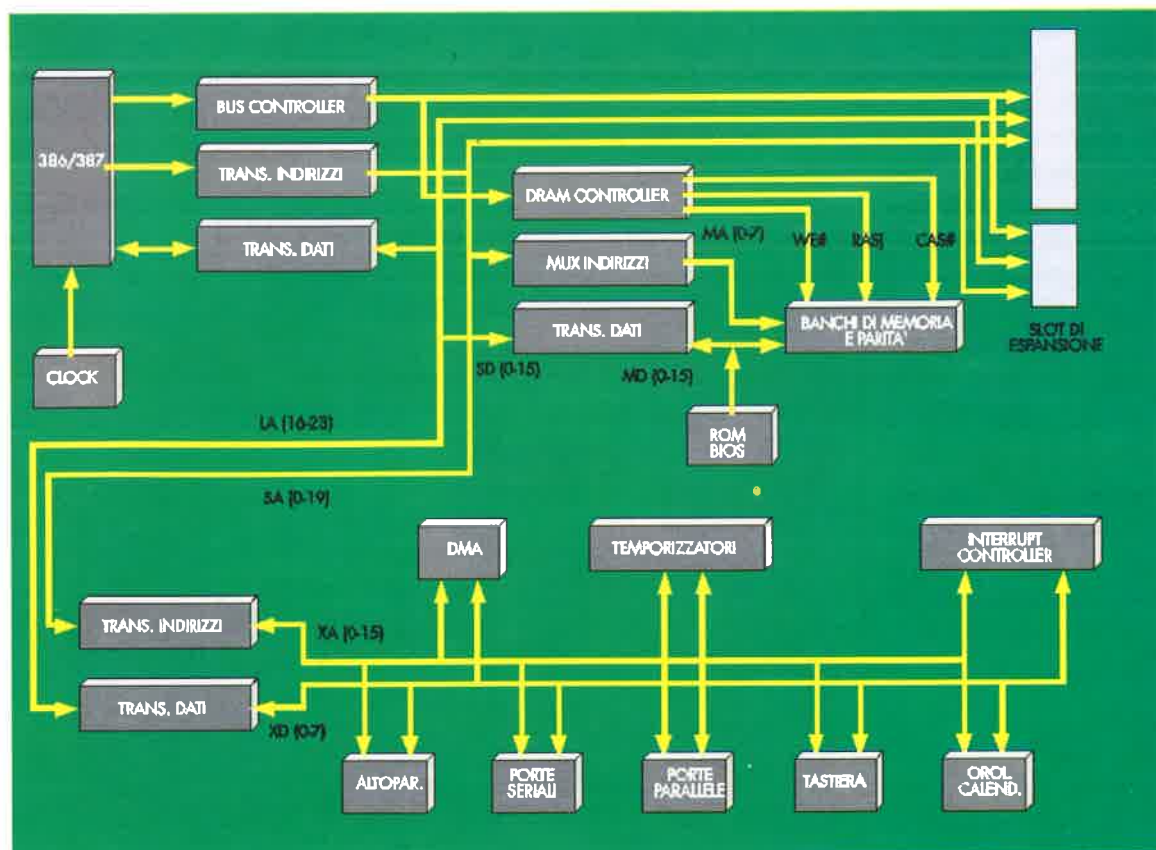 386/387
BUS CONTROLLER
TRANS. INDIRIZZI
TRANS. DATI
CLOCK
DRAM CONTROLLER
MUX INDIRIZZI
TRANS. DATI
MA (0-7)
WE#
RAS(
CAS#
BANCHI DI MEMORIA
E PARITA'
SLOT DI
ESPANSIONE
SD (0-15)
MD (0-15)
ROM
BIOS
LA (16-23)
SA (0-19)
DMA
TEMPORIZZATORI
INTERRUPT
CONTROLLER
TRANS. INDIRIZZI
XA (0-15)
TRANS. DATI
XD (0-7)
ALTOPAR.
PORTE
SERIALI
PORTE
PARALLELE
TASTIERA
OROL.
CALEND.